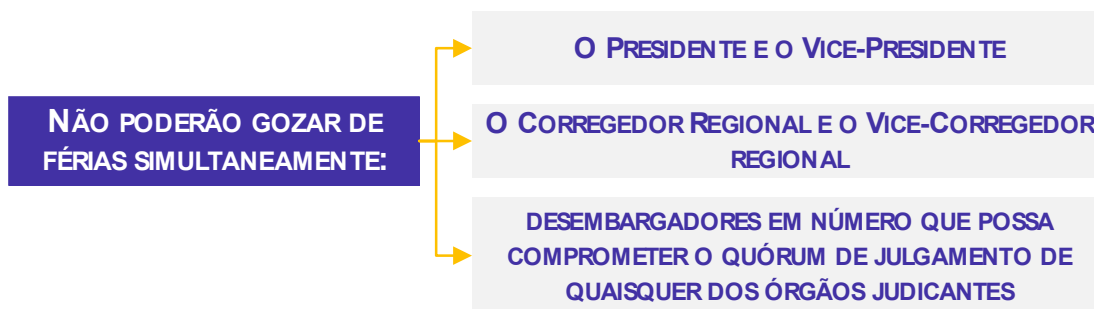 NÃO PODERÃO GOZAR DE
FÉRIAS SIMULTANEAMENTE:
O PRESIDENTE E O VICE-PRESIDENTE
O CORREGEDOR REGIONAL E O VICE-CORREGEDOR
REGIONAL
DESEMBARGADORES EM NÚMERO QUE POSSA
COMPROMETER O QUÓRUM DE JULGAMENTO DE
QUAISQUER DOS ÓRGÃOS JUDICANTES